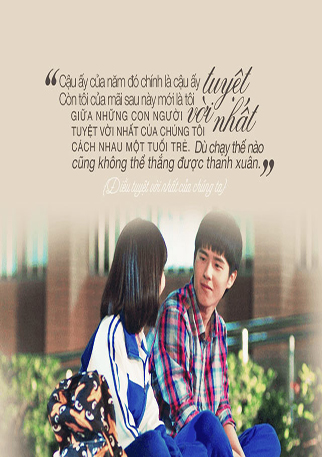 “Cậu ấy của năm đó chính là cậu ấy tuyệt vời nhất
Còn tôi của mãi sau này mới là tôi
GIỮA NHỮNG CON NGƯỜI
TUYỆT VỜI NHẤT CỦA CHÚNG TÔI
CÁCH NHAU MỘT TUỔI TRẺ. Dù chạy thế nào
cũng không thể thắng được thanh xuân.”
(Điều tuyệt vời nhất của chúng ta)